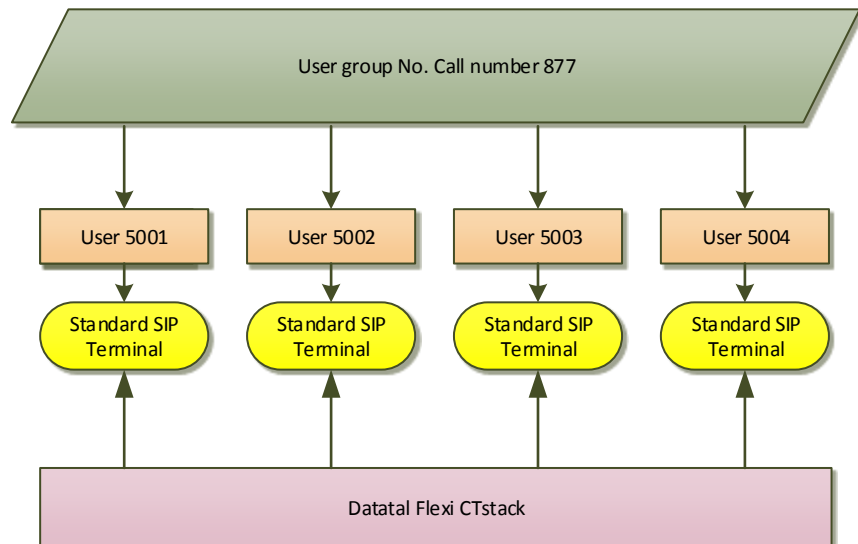 User group No. Call number 877
User 5001
User 5002
User 5003
User 5004
Standard SIP
Terminal
Standard SIP
Terminal
Standard SIP
Terminal
Standard SIP
Terminal
Datatal Flexi CTstack